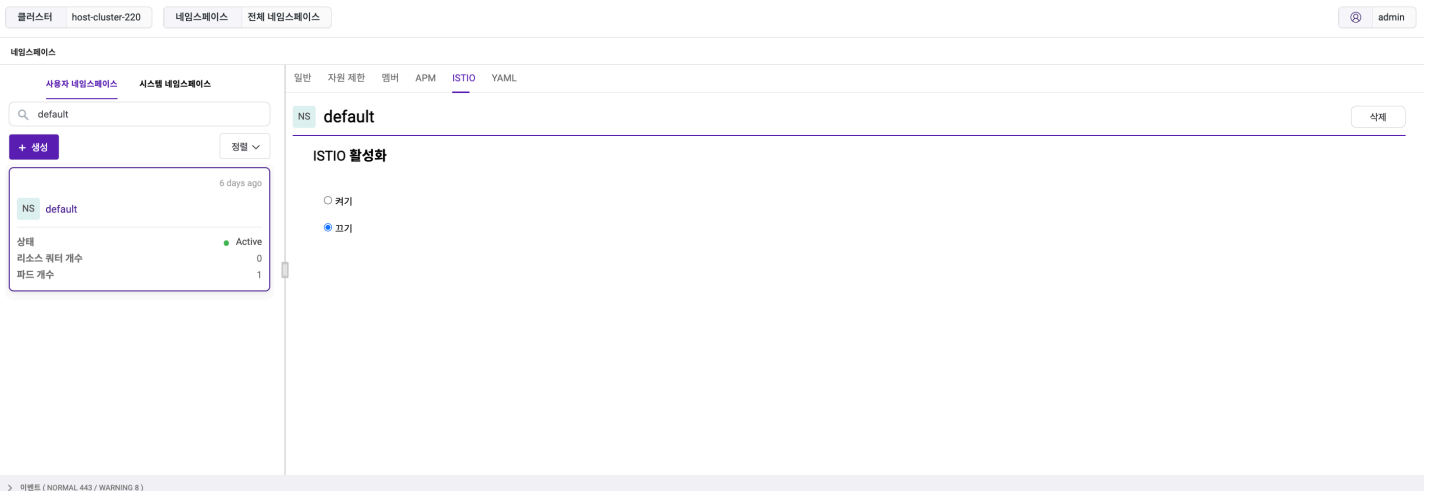 클러스터 host-cluster-220 네임스페이스 전체 네임스페이스 admin
네임스페이스
사용자 네임스페이스 시스템 네임스페이스
default
+ 생성 정렬
6 days ago
NS default
상태 Active
리소스 쿼터 개수 0
파드 개수 1
일반 자원 제한 멤버 APM ISTIO YAML
NS default 삭제
ISTIO 활성화
켜기
끄기
이벤트 ( NORMAL 443 / WARNING 8 )